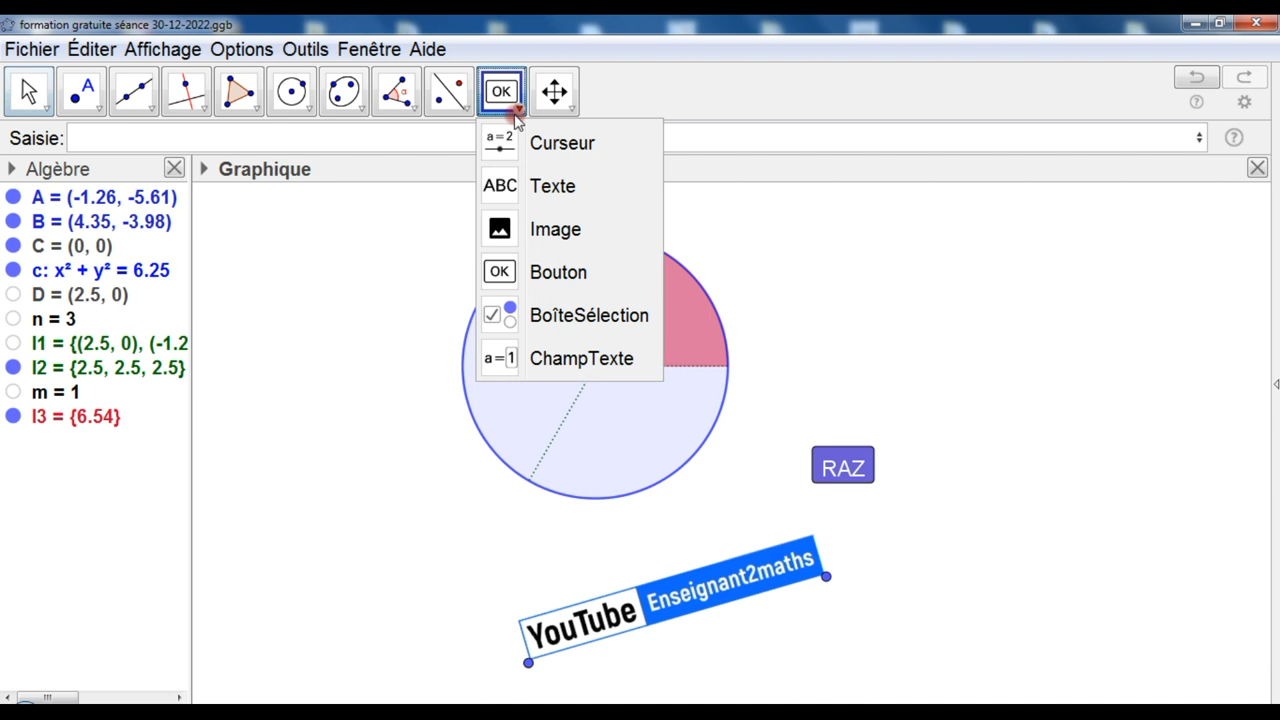 formation gratuite séance 30-12-2022.ggb
Fichier Éditer Affichage Options Outils Fenêtre Aide
A
α
OK
Saisie:
a=2 Curseur
ABC Texte
Image
OK Bouton
BoîteSélection
a=1 ChampTexte
Algèbre
Graphique
A = (-1.26, -5.61)
B = (4.35, -3.98)
C = (0, 0)
c: x² + y² = 6.25
D = (2.5, 0)
n = 3
l1 = {(2.5, 0), (-1.2
l2 = {2.5, 2.5, 2.5}
m = 1
l3 = {6.54}
RAZ
YouTube Enseignant2maths